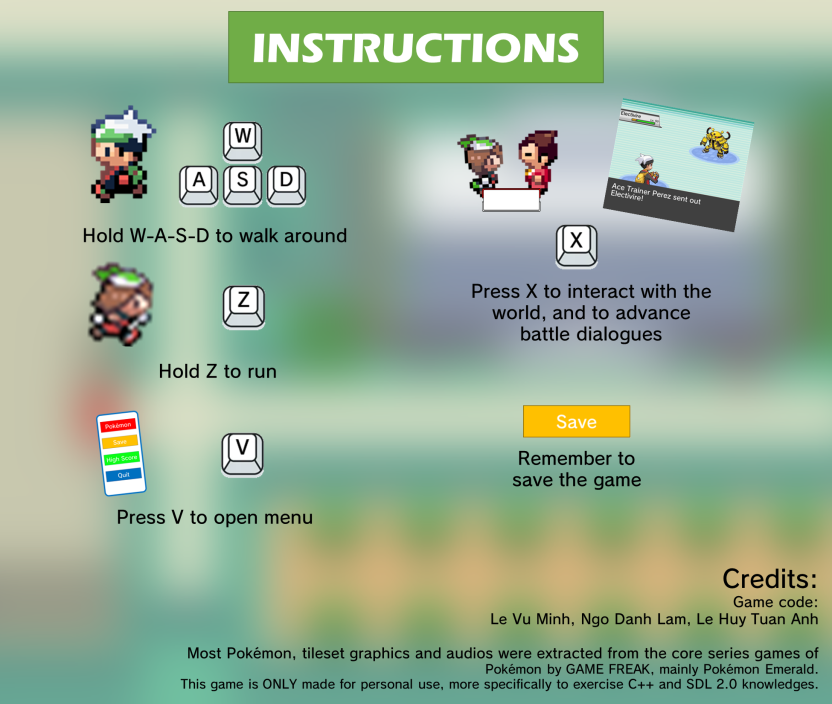 INSTRUCTIONS
W
A S D
Hold W-A-S-D to walk around
Z
Hold Z to run
Pokémon
Save
High Score
Quit
V
Press V to open menu
Electivire
Ace Trainer Perez sent out
Electivire!
X
Press X to interact with the
world, and to advance
battle dialogues
Save
Remember to
save the game
Credits:
Game code:
Le Vu Minh, Ngo Danh Lam, Le Huy Tuan Anh
Most Pokémon, tileset graphics and audios were extracted from the core series games of
Pokémon by GAME FREAK, mainly Pokémon Emerald.
This game is ONLY made for personal use, more specifically to exercise C++ and SDL 2.0 knowledges.